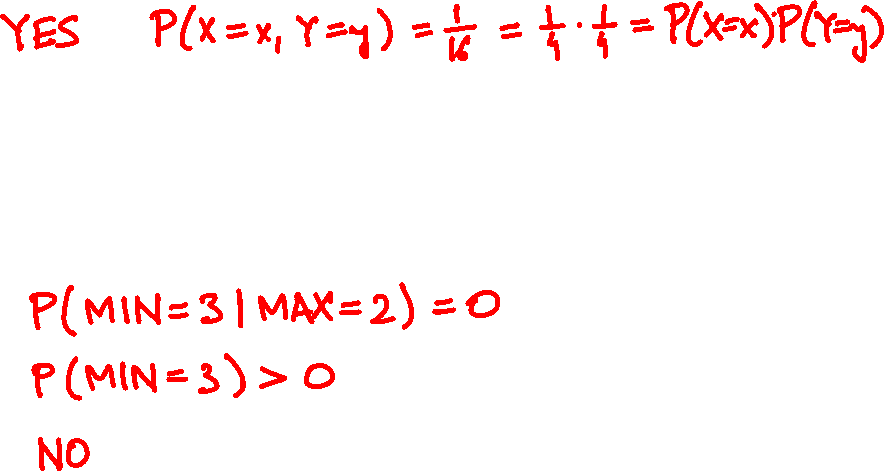 YES P(X=x, Y=y) = 1/16 = 1/4 · 1/4 = P(X=x)·P(Y=y)
P(MIN=3 | MAX=2) = 0
P(MIN=3) > 0
NO